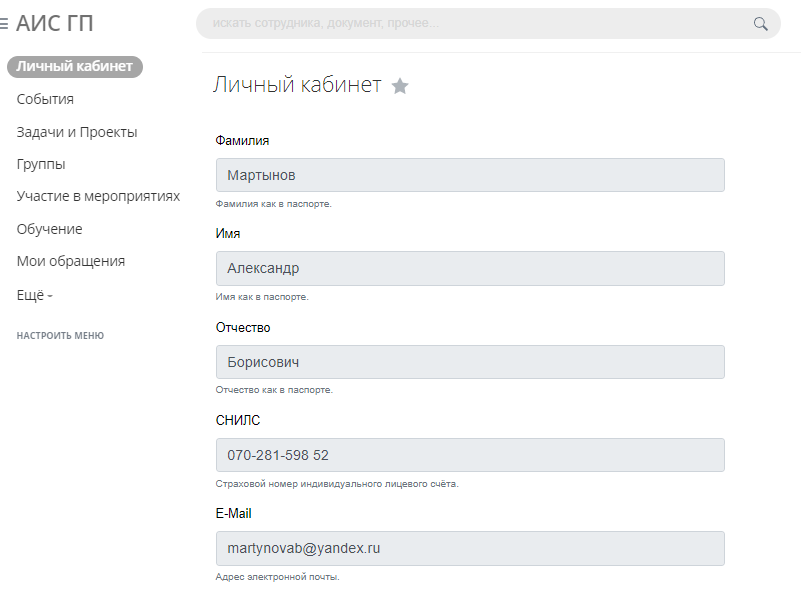 АИС ГП
искать сотрудника, документ, прочее...
Личный кабинет
События
Задачи и Проекты
Группы
Участие в мероприятиях
Обучение
Мои обращения
Ещё
НАСТРОИТЬ МЕНЮ
Личный кабинет
Фамилия
Мартынов
Фамилия как в паспорте.
Имя
Александр
Имя как в паспорте.
Отчество
Борисович
Отчество как в паспорте.
СНИЛС
070-281-598 52
Страховой номер индивидуального лицевого счёта.
E-Mail
martynovab@yandex.ru
Адрес электронной почты.